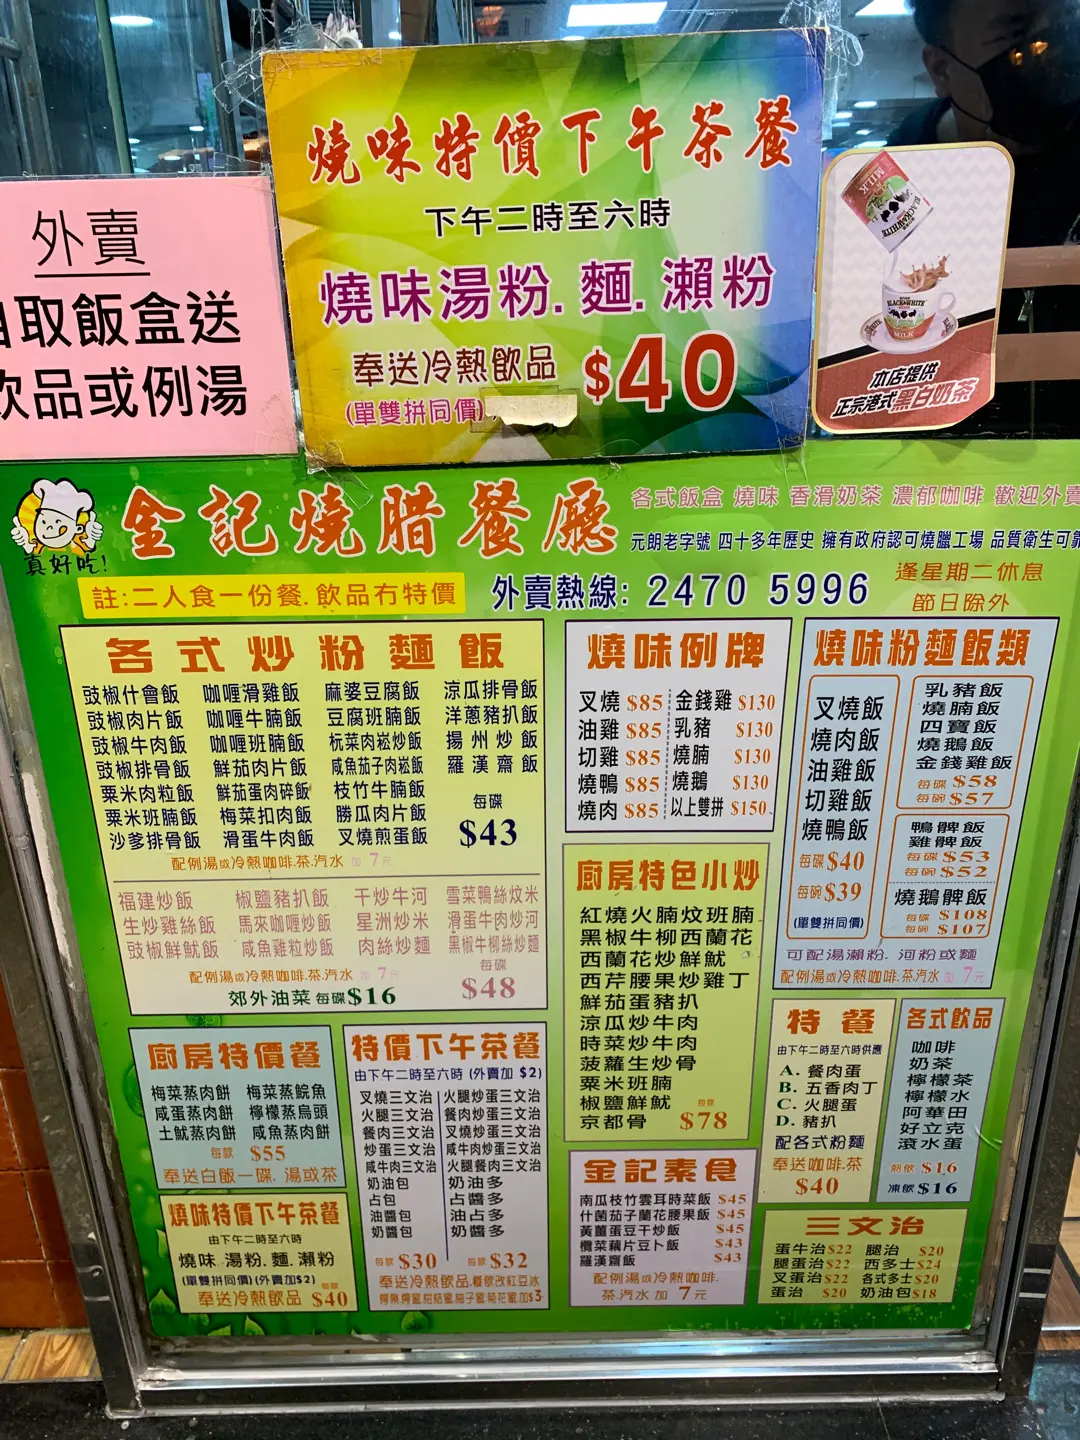 燒味特價下午茶餐
下午二時至六時
燒味湯粉.麵.瀨粉
奉送冷熱飲品 $40
(單雙拼同價)
外賣
自取飯盒送
飲品或例湯
MILK
BLACK&WHITE
BLACK&WHITE
MILK
本店提供
正宗港式黑白奶茶
真好吃!
金記燒腊餐廳
各式飯盒 燒味 香滑奶茶 濃郁咖啡 歡迎外賣
元朗老字號 四十多年歷史 擁有政府認可燒臘工場 品質衛生可靠
註:二人食一份餐.飲品冇特價
外賣熱線: 2470 5996
逢星期二休息
節日除外
各式炒粉麵飯
豉椒什會飯 咖喱滑雞飯 麻婆豆腐飯 涼瓜排骨飯
豉椒肉片飯 咖喱牛腩飯 豆腐班腩飯 洋蔥豬扒飯
豉椒牛肉飯 咖喱班腩飯 杬菜肉崧炒飯 揚州炒飯
豉椒排骨飯 鮮茄肉片飯 咸魚茄子肉崧飯 羅漢齋飯
粟米肉粒飯 鮮茄蛋肉碎飯 枝竹牛腩飯
粟米班腩飯 梅菜扣肉飯 勝瓜肉片飯
沙爹排骨飯 滑蛋牛肉飯 叉燒煎蛋飯
每碟
$43
配例湯或冷熱咖啡.茶.汽水 加 7元
福建炒飯 椒鹽豬扒飯 干炒牛河 雪菜鴨絲炆米
生炒雞絲飯 馬來咖喱炒飯 星洲炒米 滑蛋牛肉炒河
豉椒鮮魷飯 咸魚雞粒炒飯 肉絲炒麵 黑椒牛柳絲炒麵
配例湯或冷熱咖啡.茶.汽水 加 7元
每碟
$48
郊外油菜 每碟$16
燒味例牌
叉燒 $85 金錢雞 $130
油雞 $85 乳豬 $130
切雞 $85 燒腩 $130
燒鴨 $85 燒鵝 $130
燒肉 $85 以上雙拼 $150
燒味粉麵飯類
叉燒飯
燒肉飯
油雞飯
切雞飯
燒鴨飯
每碟$40
每碗$39
(單雙拼同價)
乳豬飯
燒腩飯
四寶飯
燒鵝飯
金錢雞飯
每碟 $58
每碗 $57
鴨髀飯
雞髀飯
每碟 $53
每碗 $52
燒鵝髀飯
每碟 $108
每碗 $107
可配湯瀨粉. 河粉或麵
配例湯或冷熱咖啡.茶.汽水 加 7元
廚房特色小炒
紅燒火腩炆班腩
黑椒牛柳西蘭花
西蘭花炒鮮魷
西芹腰果炒雞丁
鮮茄蛋豬扒
涼瓜炒牛肉
時菜炒牛肉
菠蘿生炒骨
粟米班腩
椒鹽鮮魷
京都骨
每款
$78
廚房特價餐
梅菜蒸肉餅 梅菜蒸鯇魚
咸蛋蒸肉餅 檸檬蒸烏頭
土魷蒸肉餅 咸魚蒸肉餅
每款 $55
奉送白飯一碟. 湯或茶
燒味特價下午茶餐
由下午二時至六時
燒味.湯粉.麵.瀨粉
(單雙拼同價)(外賣加$2)
奉送冷熱飲品 每款 $40
特價下午茶餐
由下午二時至六時 (外賣加 $2)
叉燒三文治 火腿炒蛋三文治
火腿三文治 餐肉炒蛋三文治
餐肉三文治 叉燒炒蛋三文治
炒蛋三文治 咸牛肉炒蛋三文治
咸牛肉三文治 火腿餐肉三文治
奶油包 奶油多
占包 占醬多
油醬包 油占多
奶醬包 奶醬多
每款 $30 每款 $32
奉送冷熱飲品.餐飲改紅豆冰
加$3
金記素食
南瓜枝竹雲耳時菜飯 $45
什菌茄子蘭花腰果飯 $45
黃薑蛋豆干炒飯 $45
欖菜藕片豆卜飯 $43
羅漢齋飯 $43
配例湯或冷熱咖啡.
茶.汽水 加 7元
特餐
由下午二時至六時供應
A. 餐肉蛋
B. 五香肉丁
C. 火腿蛋
D. 豬扒
配各式粉麵
奉送咖啡.茶
$40
各式飲品
咖啡
奶茶
檸檬茶
檸檬水
阿華田
好立克
滾水蛋
熱飲 $16
凍飲 $16
三文治
蛋牛治$22 腿治 $20
腿蛋治$22 西多士$24
叉蛋治$22 各式多士$20
蛋治 $20 奶油包$18